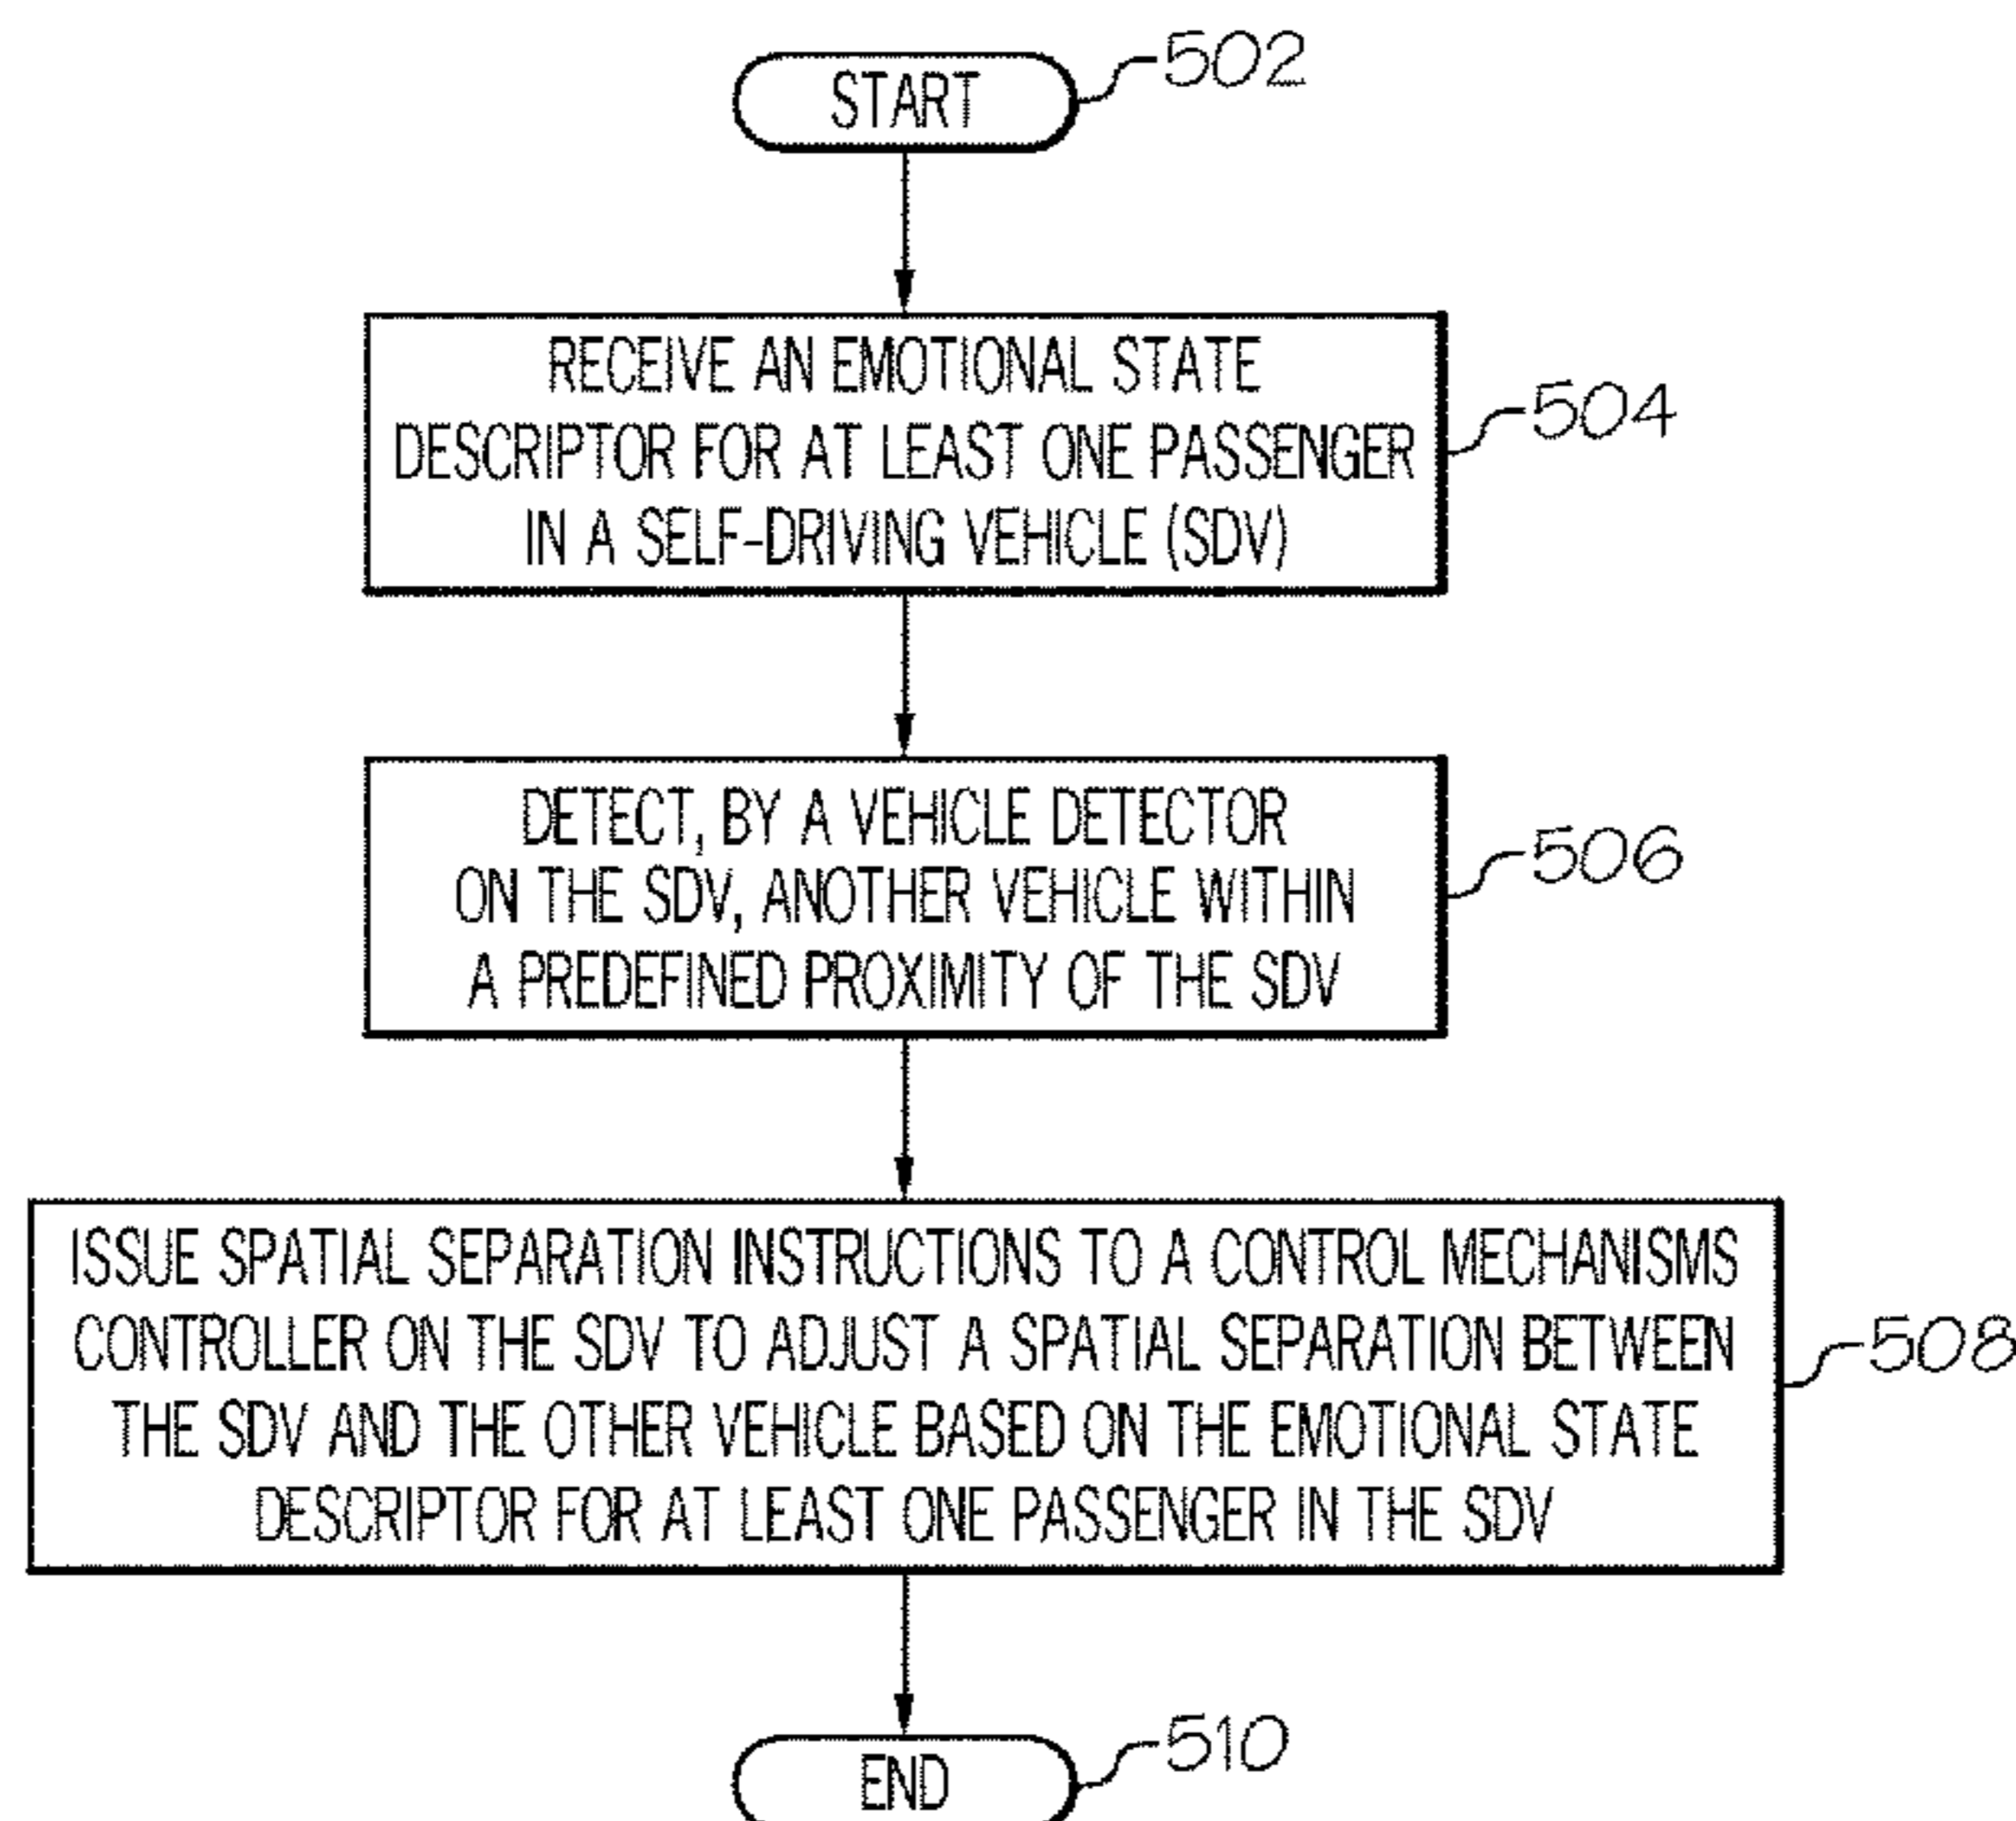 START
502
RECEIVE AN EMOTIONAL STATE
DESCRIPTOR FOR AT LEAST ONE PASSENGER
IN A SELF-DRIVING VEHICLE (SDV)
504
DETECT, BY A VEHICLE DETECTOR
ON THE SDV, ANOTHER VEHICLE WITHIN
A PREDEFINED PROXIMITY OF THE SDV
506
ISSUE SPATIAL SEPARATION INSTRUCTIONS TO A CONTROL MECHANISMS
CONTROLLER ON THE SDV TO ADJUST A SPATIAL SEPARATION BETWEEN
THE SDV AND THE OTHER VEHICLE BASED ON THE EMOTIONAL STATE
DESCRIPTOR FOR AT LEAST ONE PASSENGER IN THE SDV
508
END
510